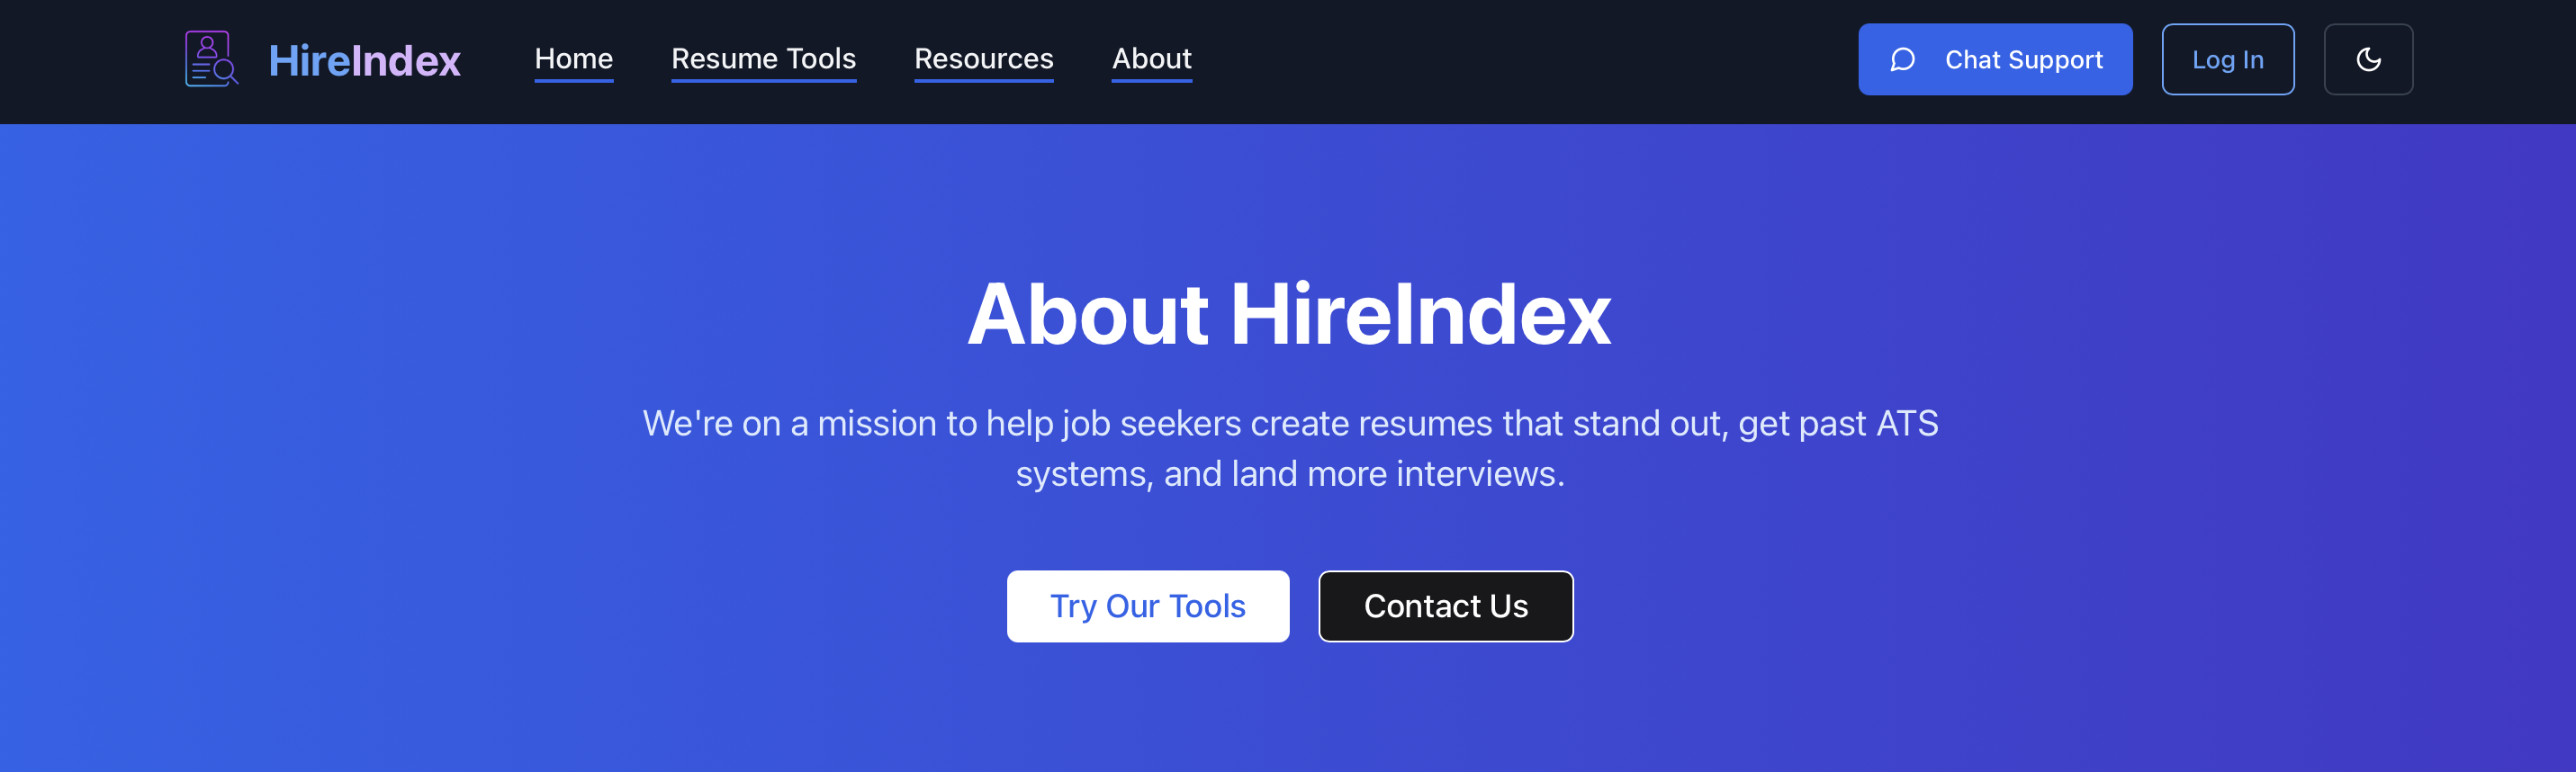 HireIndex
Home
Resume Tools
Resources
About
Chat Support
Log In
About HireIndex
We're on a mission to help job seekers create resumes that stand out, get past ATS
systems, and land more interviews.
Try Our Tools
Contact Us